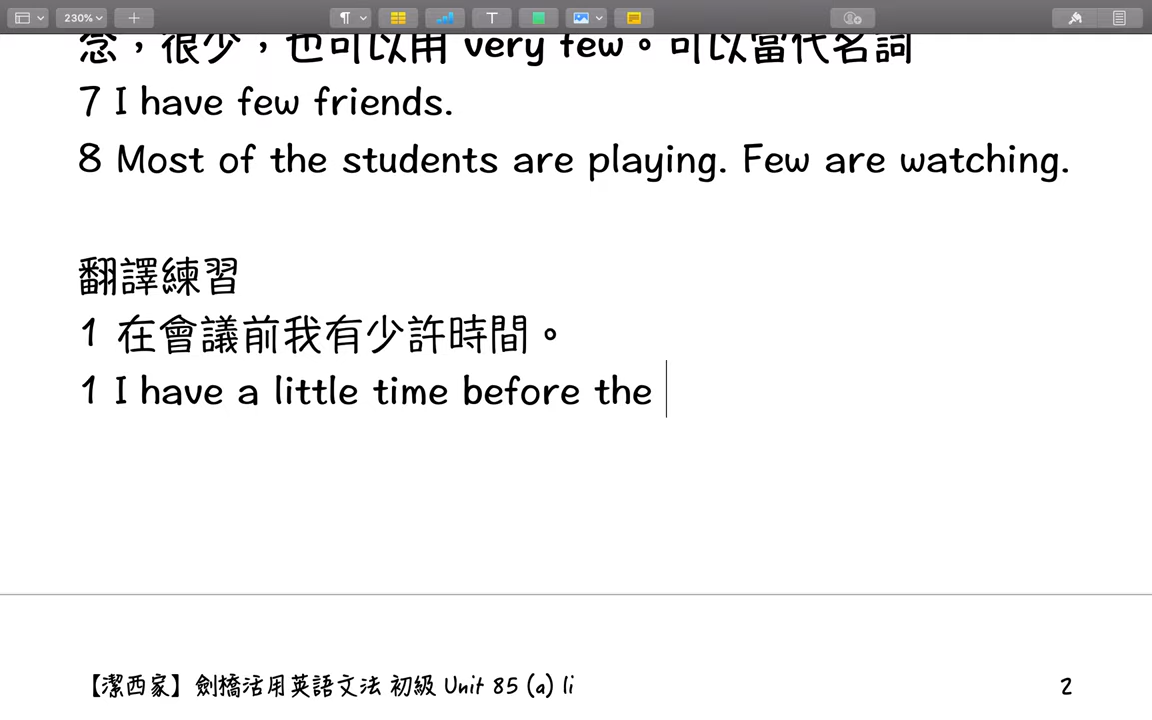 230%
念，很少，也可以用 very few。可以當代名詞
7 I have few friends.
8 Most of the students are playing. Few are watching.
翻譯練習
1 在會議前我有少許時間。
1 I have a little time before the
【潔西家】劍橋活用英語文法 初級 Unit 85 (a) li
2